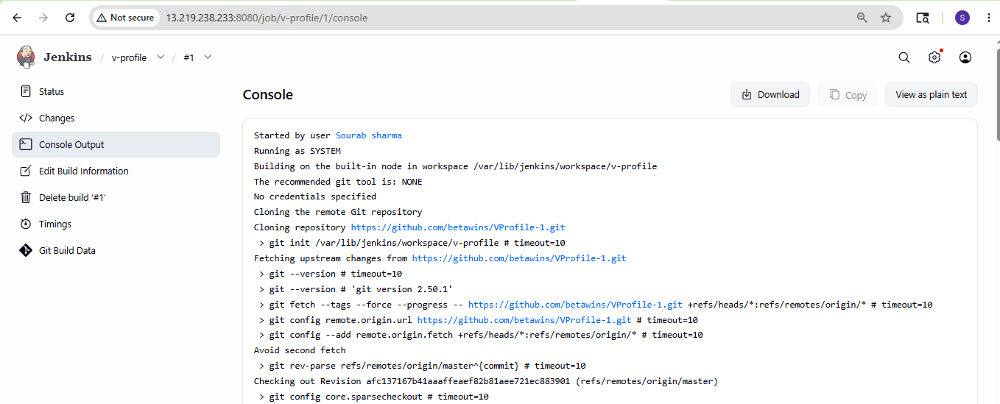 Not secure 13.219.238.233:8080/job/v-profile/1/console S
Jenkins / v-profile / #1
Status
Changes
Console Output
Edit Build Information
Delete build ‘#1’
Timings
Git Build Data
Console
Download Copy View as plain text
Started by user Sourab sharma
Running as SYSTEM
Building on the built-in node in workspace /var/lib/jenkins/workspace/v-profile
The recommended git tool is: NONE
No credentials specified
Cloning the remote Git repository
Cloning repository https://github.com/betawins/VProfile-1.git
> git init /var/lib/jenkins/workspace/v-profile # timeout=10
Fetching upstream changes from https://github.com/betawins/VProfile-1.git
> git --version # timeout=10
> git --version # 'git version 2.50.1'
> git fetch --tags --force --progress -- https://github.com/betawins/VProfile-1.git +refs/heads/*:refs/remotes/origin/* # timeout=10
> git config remote.origin.url https://github.com/betawins/VProfile-1.git # timeout=10
> git config --add remote.origin.fetch +refs/heads/*:refs/remotes/origin/* # timeout=10
Avoid second fetch
> git rev-parse refs/remotes/origin/master^{commit} # timeout=10
Checking out Revision afc137167b41aaaffeaef82b81aee721ec883901 (refs/remotes/origin/master)
> git config core.sparsecheckout # timeout=10